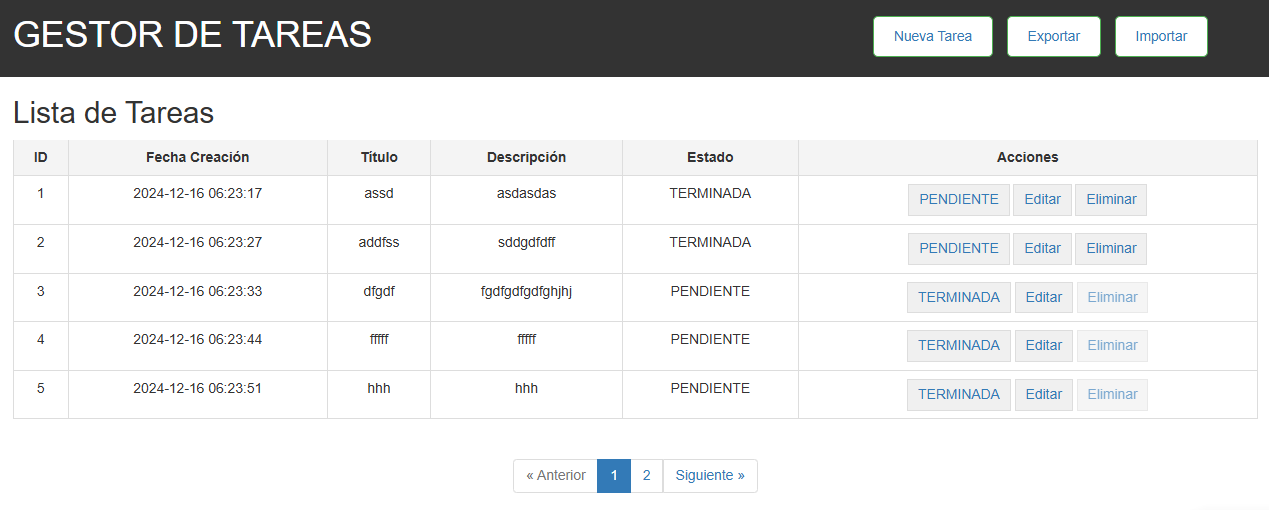 GESTOR DE TAREAS Nueva Tarea Exportar Importar
Lista de Tareas
ID Fecha Creación Título Descripción Estado Acciones
1 2024-12-16 06:23:17 assd asdasdas TERMINADA PENDIENTE Editar Eliminar
2 2024-12-16 06:23:27 addfss sddgdfdff TERMINADA PENDIENTE Editar Eliminar
3 2024-12-16 06:23:33 dfgdf fgdfgdfgdfghjhj PENDIENTE TERMINADA Editar Eliminar
4 2024-12-16 06:23:44 fffff fffff PENDIENTE TERMINADA Editar Eliminar
5 2024-12-16 06:23:51 hhh hhh PENDIENTE TERMINADA Editar Eliminar
« Anterior 1 2 Siguiente »